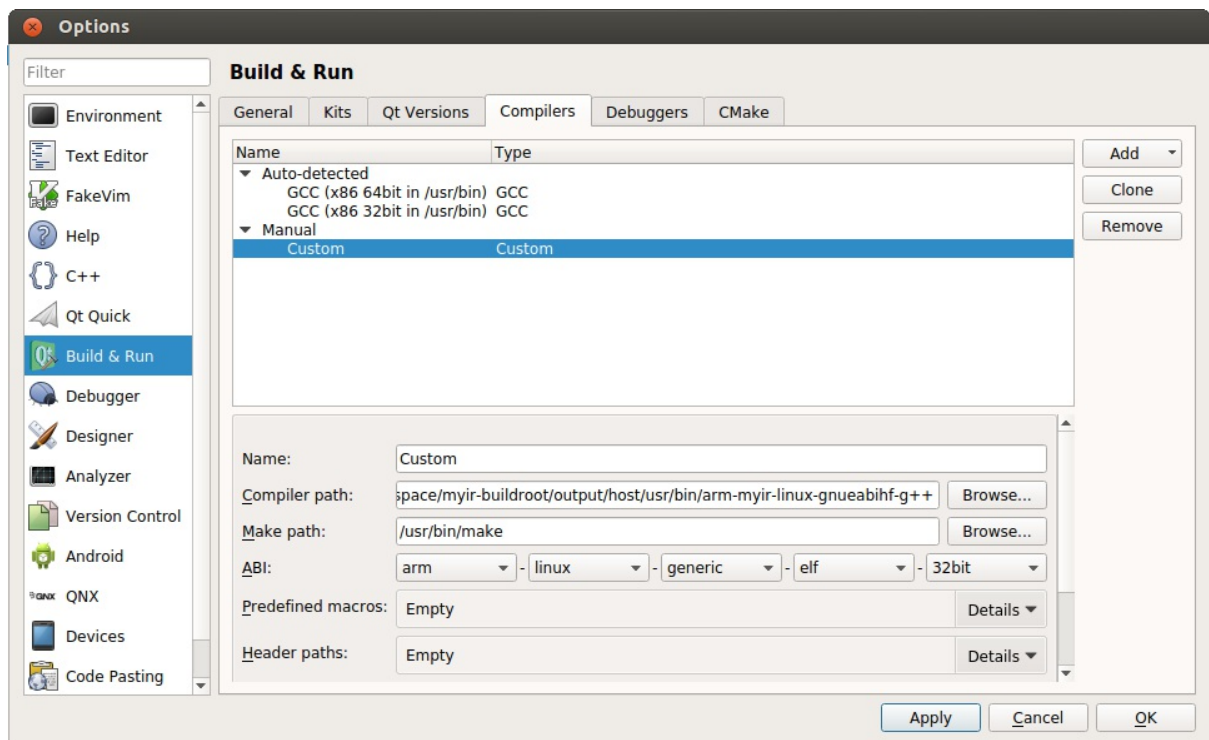 Options
Filter
Environment
Text Editor
FakeVim
Help
C++
Qt Quick
Build & Run
Debugger
Designer
Analyzer
Version Control
Android
QNX
Devices
Code Pasting
Build & Run
General Kits Qt Versions Compilers Debuggers CMake
Name Type
Auto-detected
GCC (x86 64bit in /usr/bin) GCC
GCC (x86 32bit in /usr/bin) GCC
Manual
Custom Custom
Add
Clone
Remove
Name: Custom
Compiler path: space/myir-buildroot/output/host/usr/bin/arm-myir-linux-gnueabihf-g++ Browse...
Make path: /usr/bin/make Browse...
ABI: arm - linux - generic - elf - 32bit
Predefined macros: Empty Details
Header paths: Empty Details
Apply Cancel OK